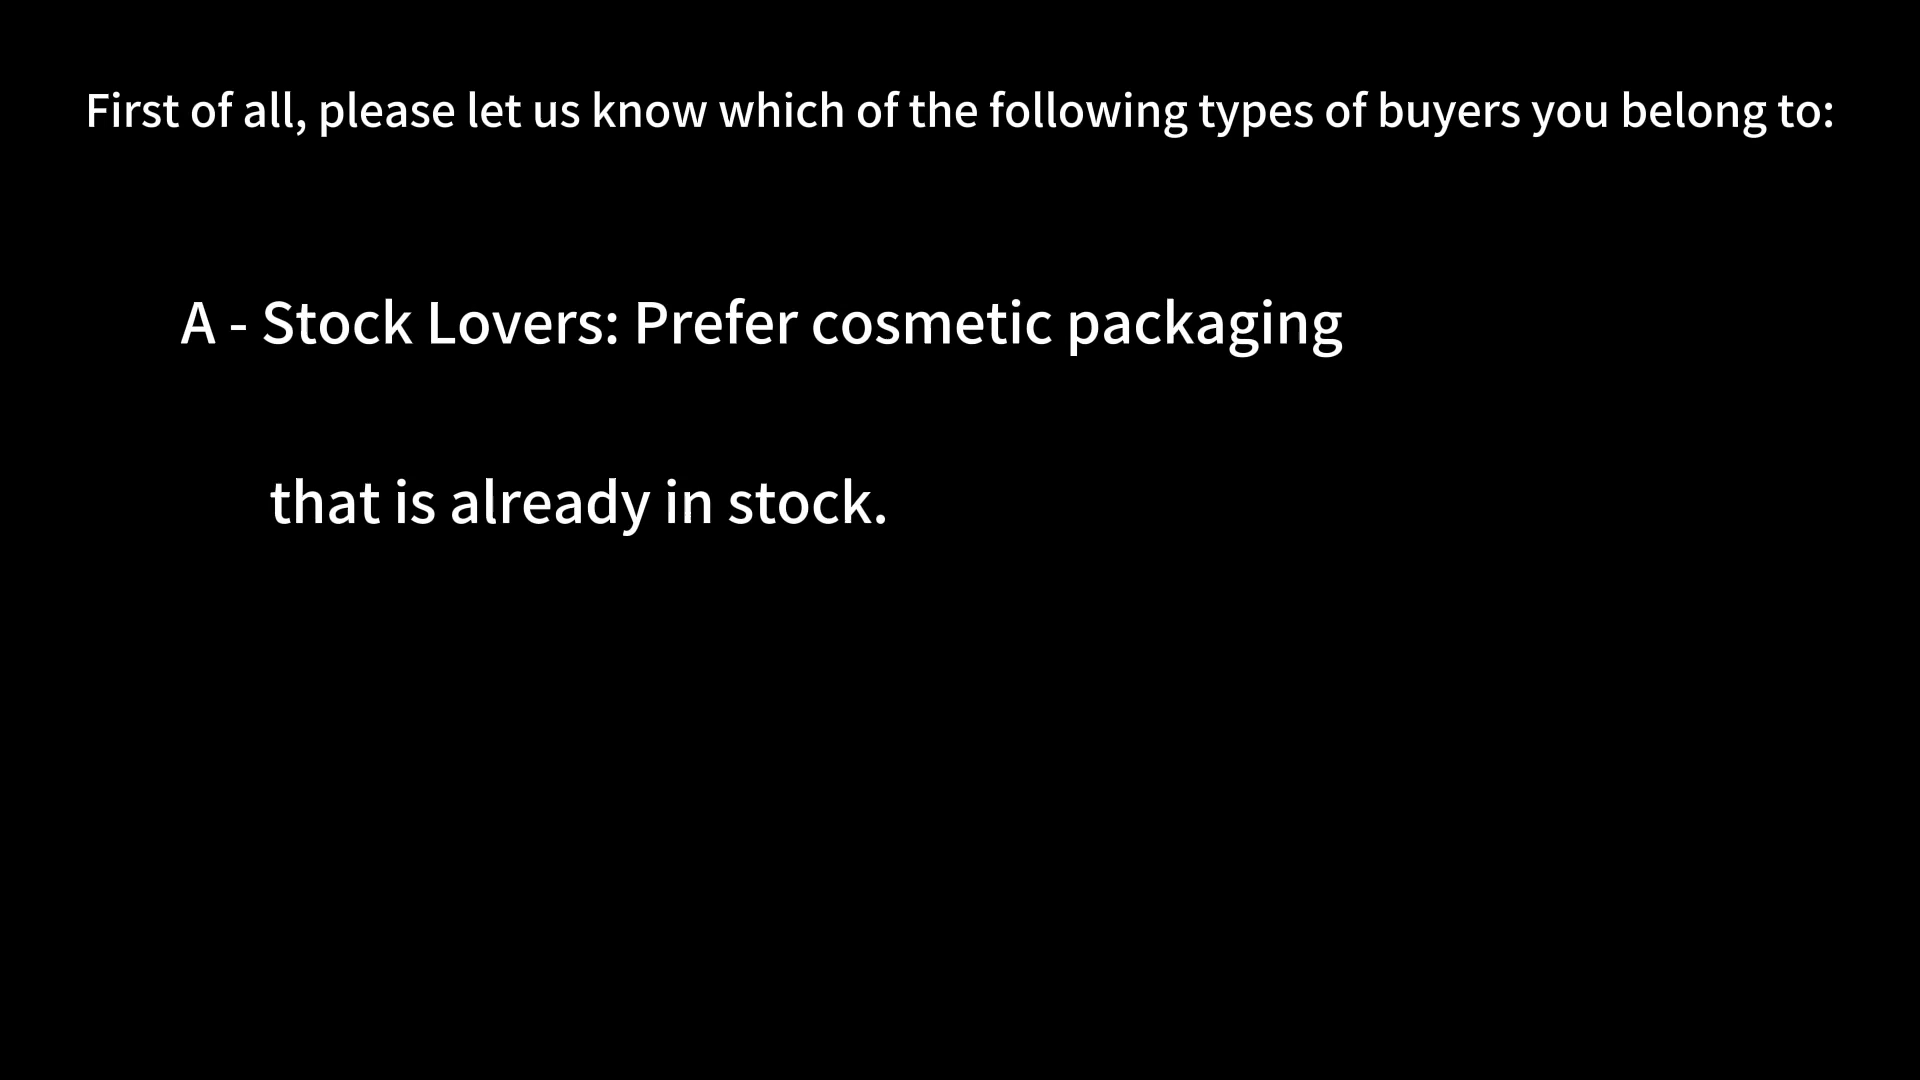 First of all, please let us know which of the following types of buyers you belong to:
A - Stock Lovers: Prefer cosmetic packaging
that is already in stock.